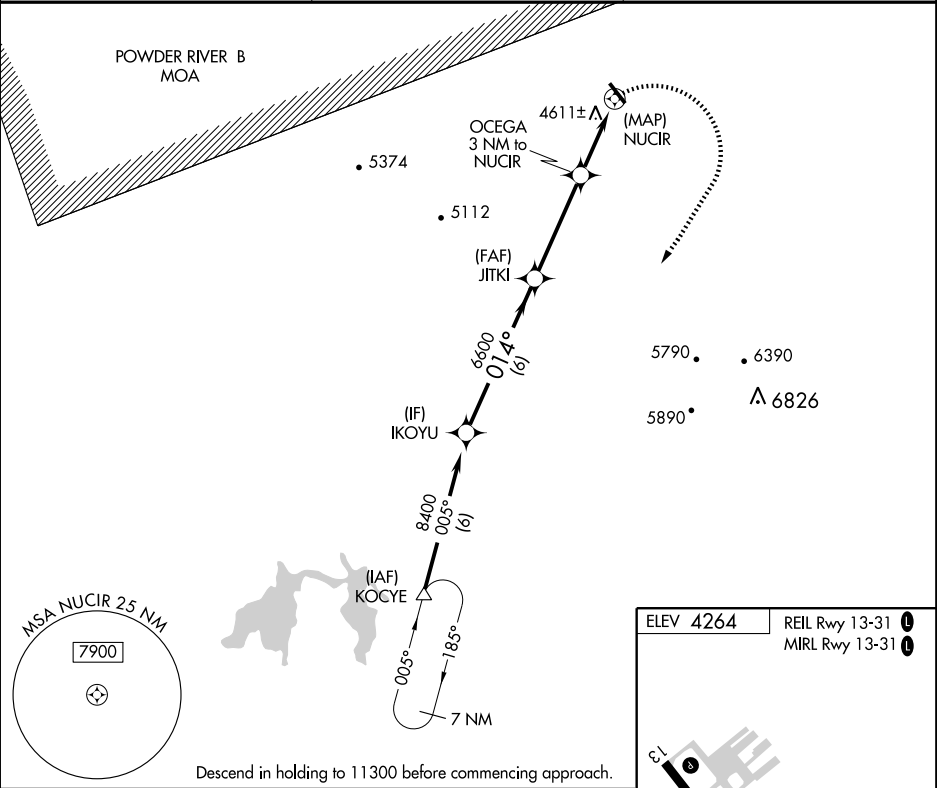 POWDER RIVER B
MOA
4611±
(MAP)
NUCIR
OCEGA
3 NM to
NUCIR
5374
5112
(FAF)
JITKI
6600
014°
(6)
5790
6390
6826
5890
(IF)
IKOYU
8400
005°
(6)
(IAF)
KOCYE
005°
185°
7 NM
MSA NUCIR 25 NM
7900
Descend in holding to 11300 before commencing approach.
ELEV 4264
REIL Rwy 13-31 L
MIRL Rwy 13-31 L
13
P